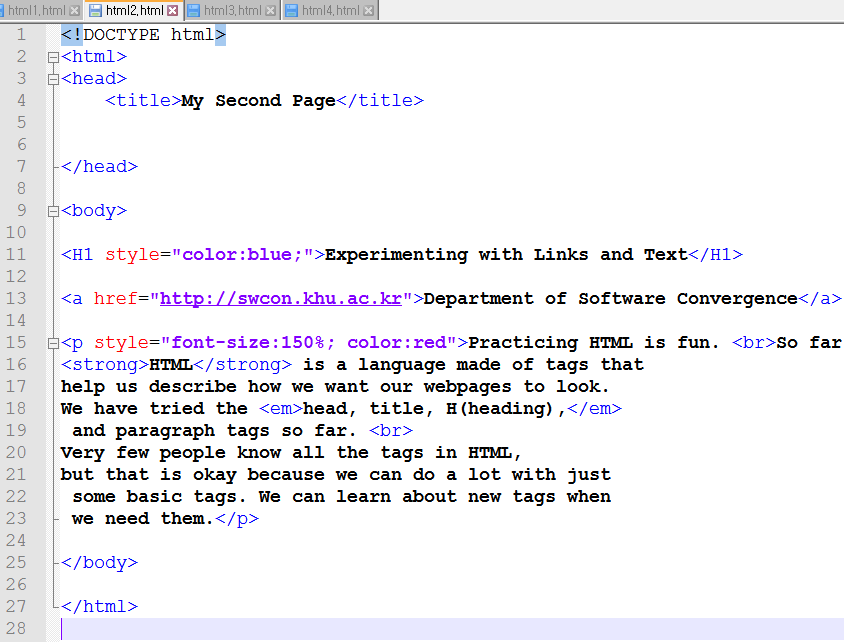 html1.html html2.html html3.html html4.html
1 <!DOCTYPE html>
2 <html>
3 <head>
4 <title>My Second Page</title>
5
6
7 </head>
8
9 <body>
10
11 <H1 style="color:blue;">Experimenting with Links and Text</H1>
12
13 <a href="http://swcon.khu.ac.kr">Department of Software Convergence</a>
14
15 <p style="font-size:150%; color:red">Practicing HTML is fun. <br>So far
16 <strong>HTML</strong> is a language made of tags that
17 help us describe how we want our webpages to look.
18 We have tried the <em>head, title, H(heading),</em>
19 and paragraph tags so far. <br>
20 Very few people know all the tags in HTML,
21 but that is okay because we can do a lot with just
22 some basic tags. We can learn about new tags when
23 we need them.</p>
24
25 </body>
26
27 </html>
28